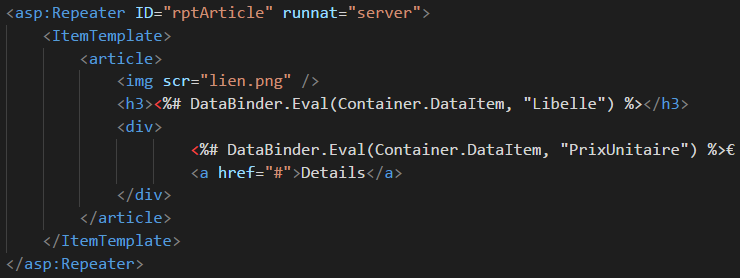 <asp:Repeater ID="rptArticle" runnat="server">
<ItemTemplate>
<article>
<img scr="lien.png" />
<h3><%# DataBinder.Eval(Container.DataItem, "Libelle") %></h3>
<div>
<%# DataBinder.Eval(Container.DataItem, "PrixUnitaire") %>€
<a href="#">Details</a>
</div>
</article>
</ItemTemplate>
</asp:Repeater>